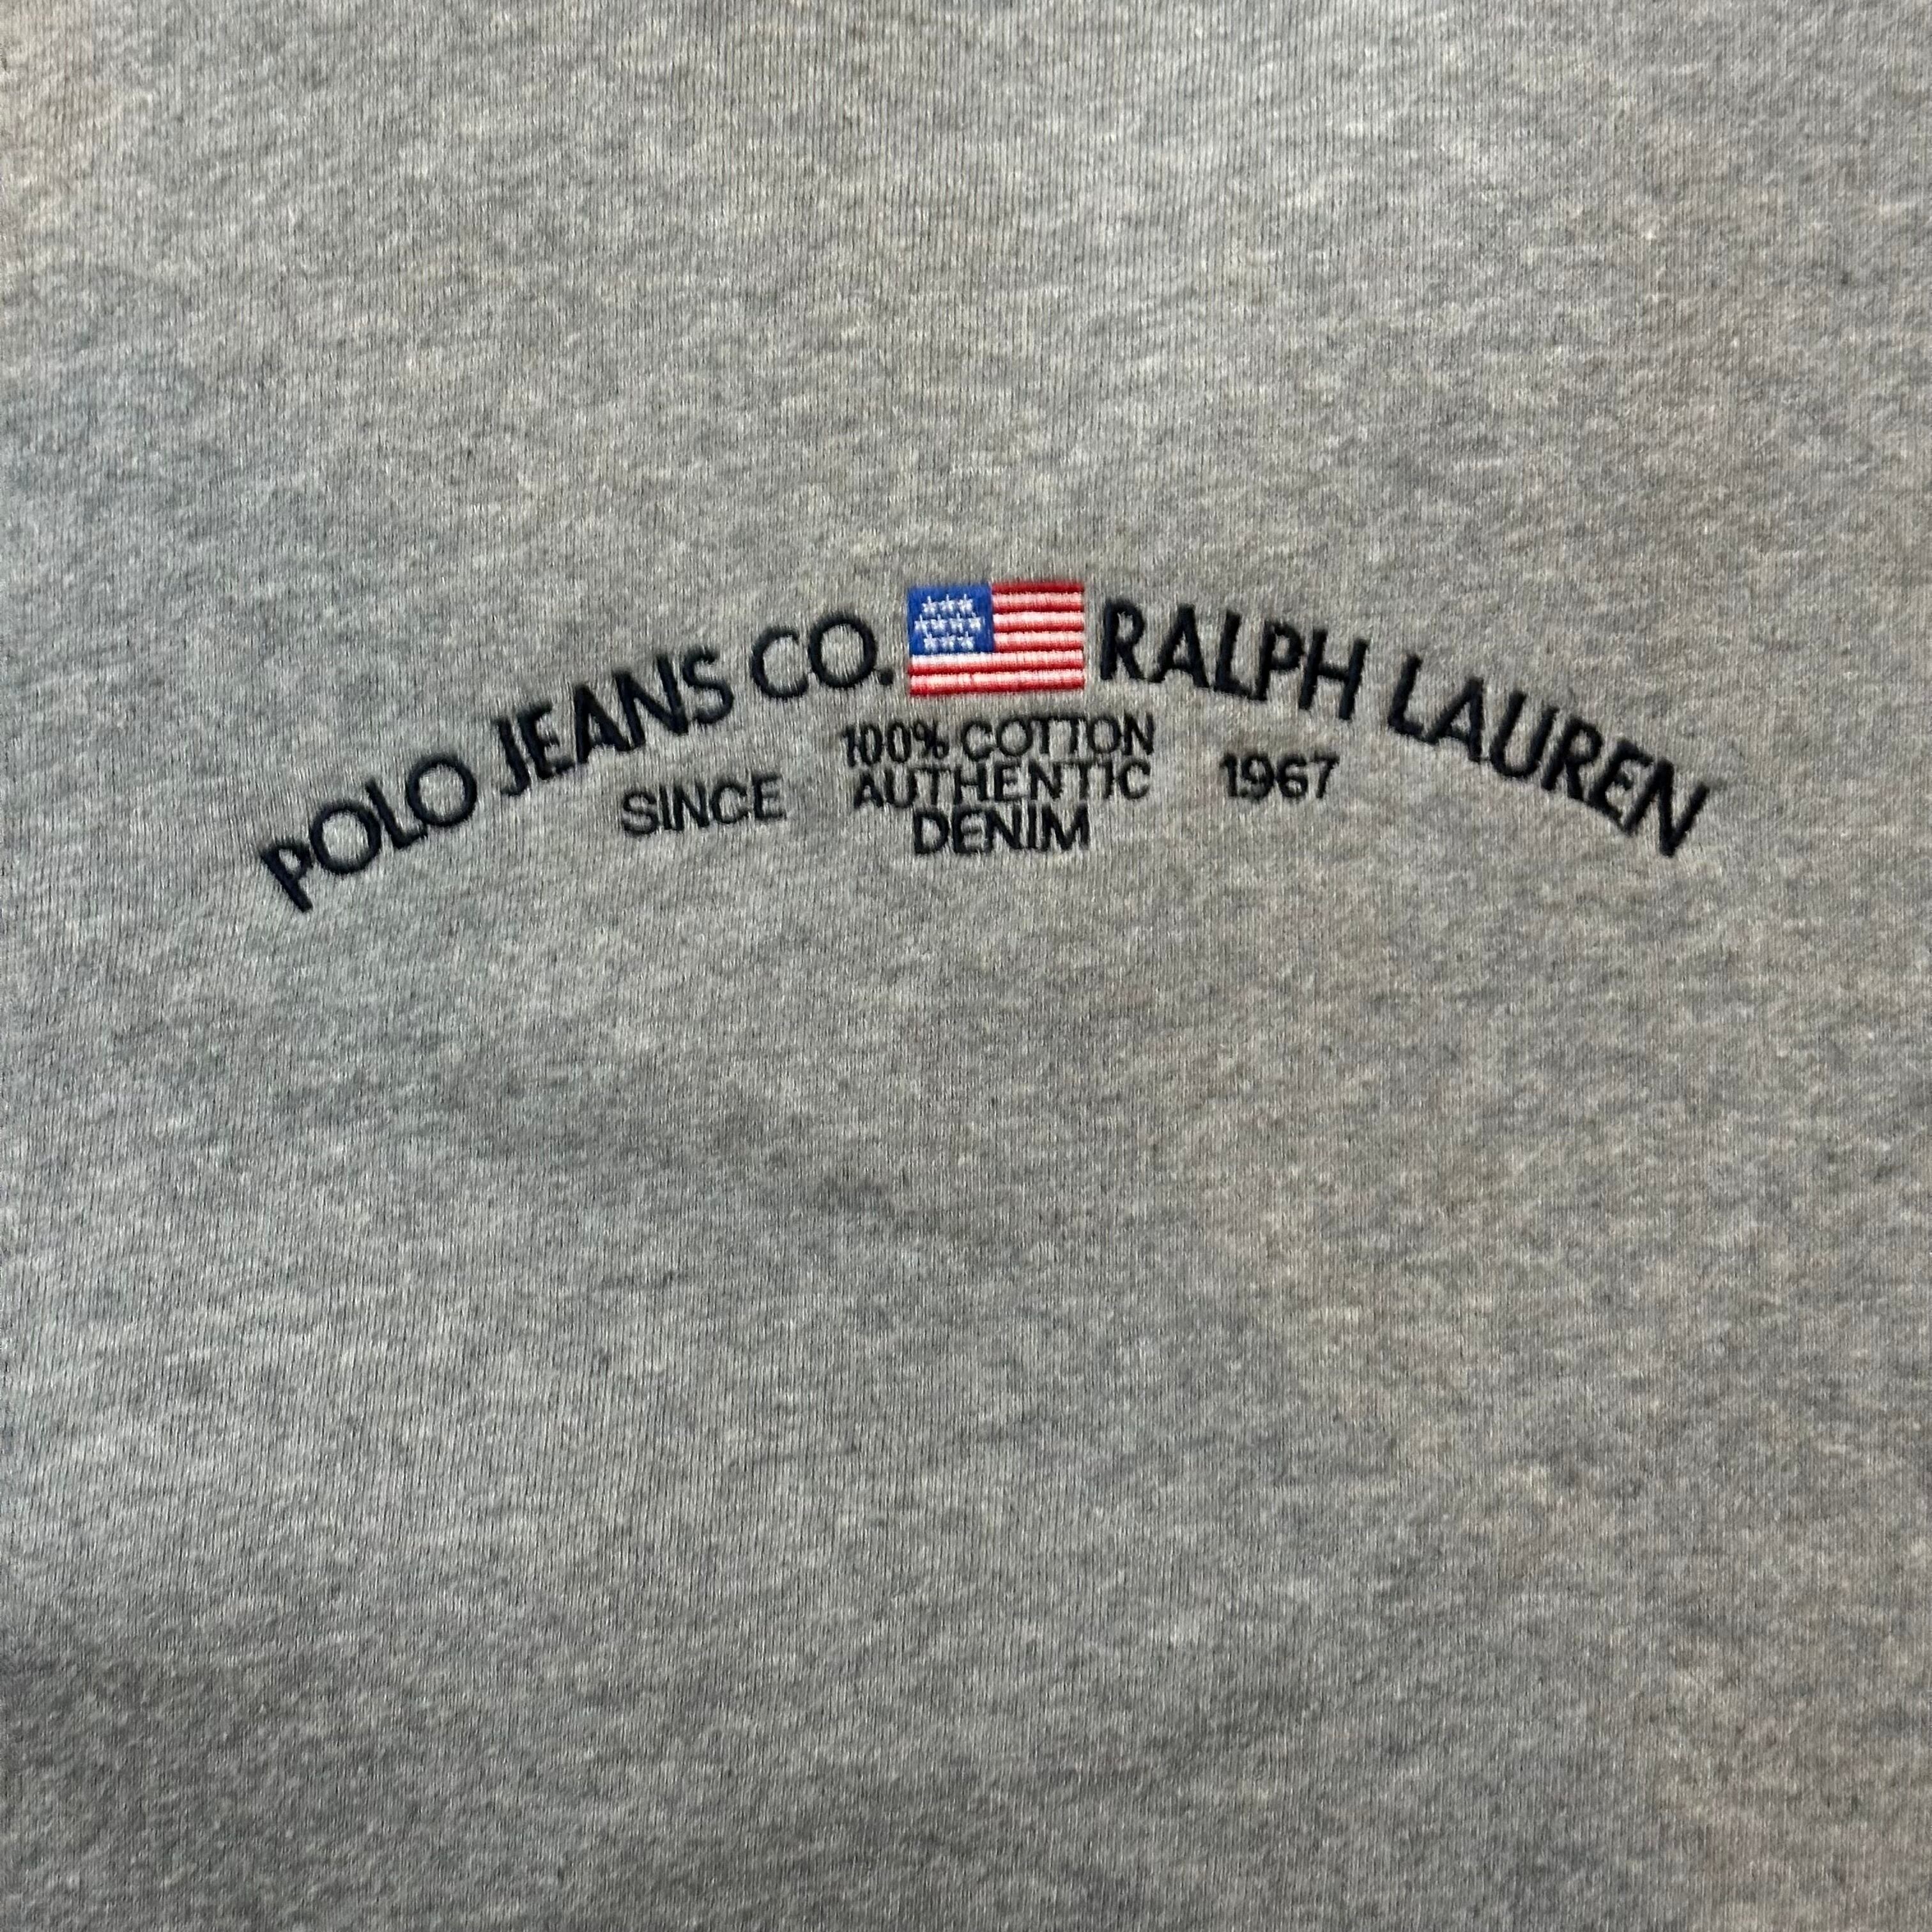 POLO JEANS CO. RALPH LAUREN
SINCE 100% COTTON 1967
AUTHENTIC
DENIM